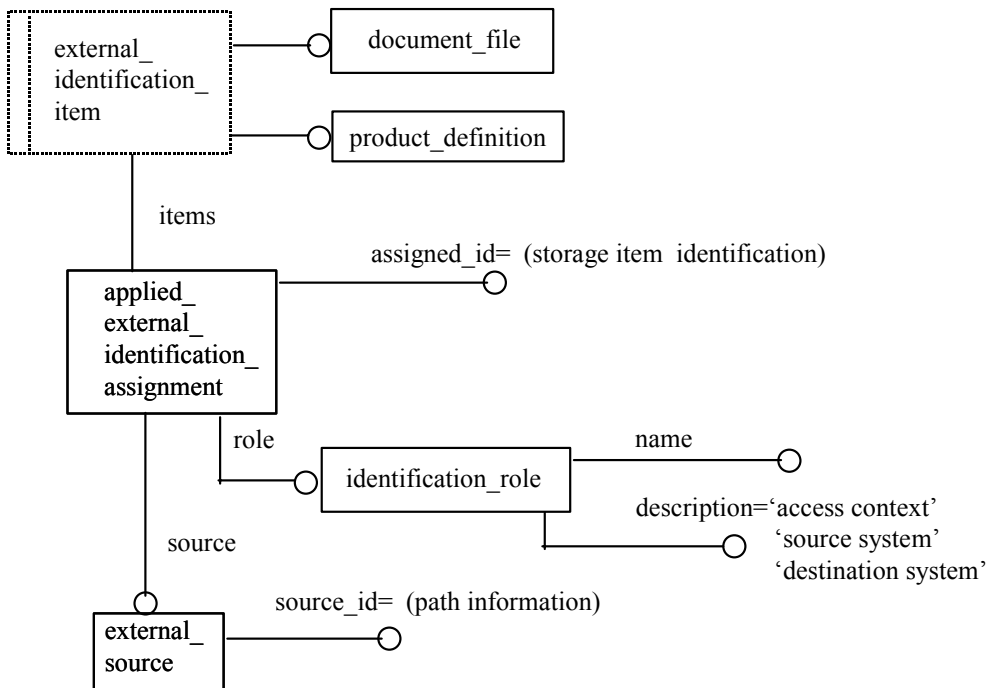 external_
identification_
item
document_file
product_definition
items
assigned_id= (storage item identification)
applied_
external_
identification_
assignment
role
name
identification_role
description=‘access context’
‘source system’
‘destination system’
source
source_id= (path information)
external_
source